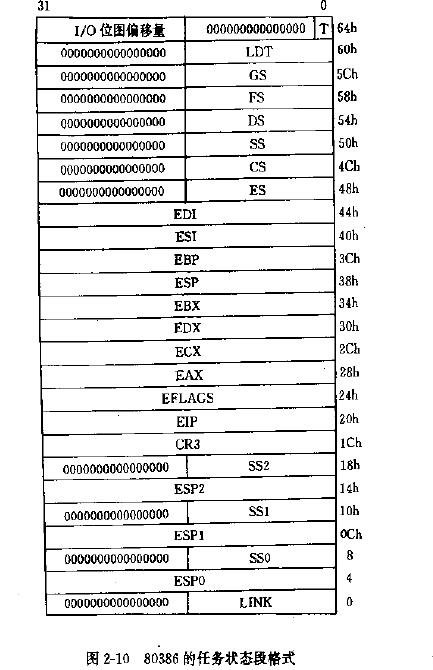 31 0
I/O 位图偏移量 000000000000000 T 64h
0000000000000000 LDT 60h
0000000000000000 GS 5Ch
0000000000000000 FS 58h
0000000000000000 DS 54h
0000000000000000 SS 50h
0000000000000000 CS 4Ch
0000000000000000 ES 48h
EDI 44h
ESI 40h
EBP 3Ch
ESP 38h
EBX 34h
EDX 30h
ECX 2Ch
EAX 28h
EFLAGS 24h
EIP 20h
CR3 1Ch
0000000000000000 SS2 18h
ESP2 14h
0000000000000000 SS1 10h
ESP1 0Ch
0000000000000000 SS0 8
ESP0 4
0000000000000000 LINK 0
图 2-10 80386 的任务状态段格式